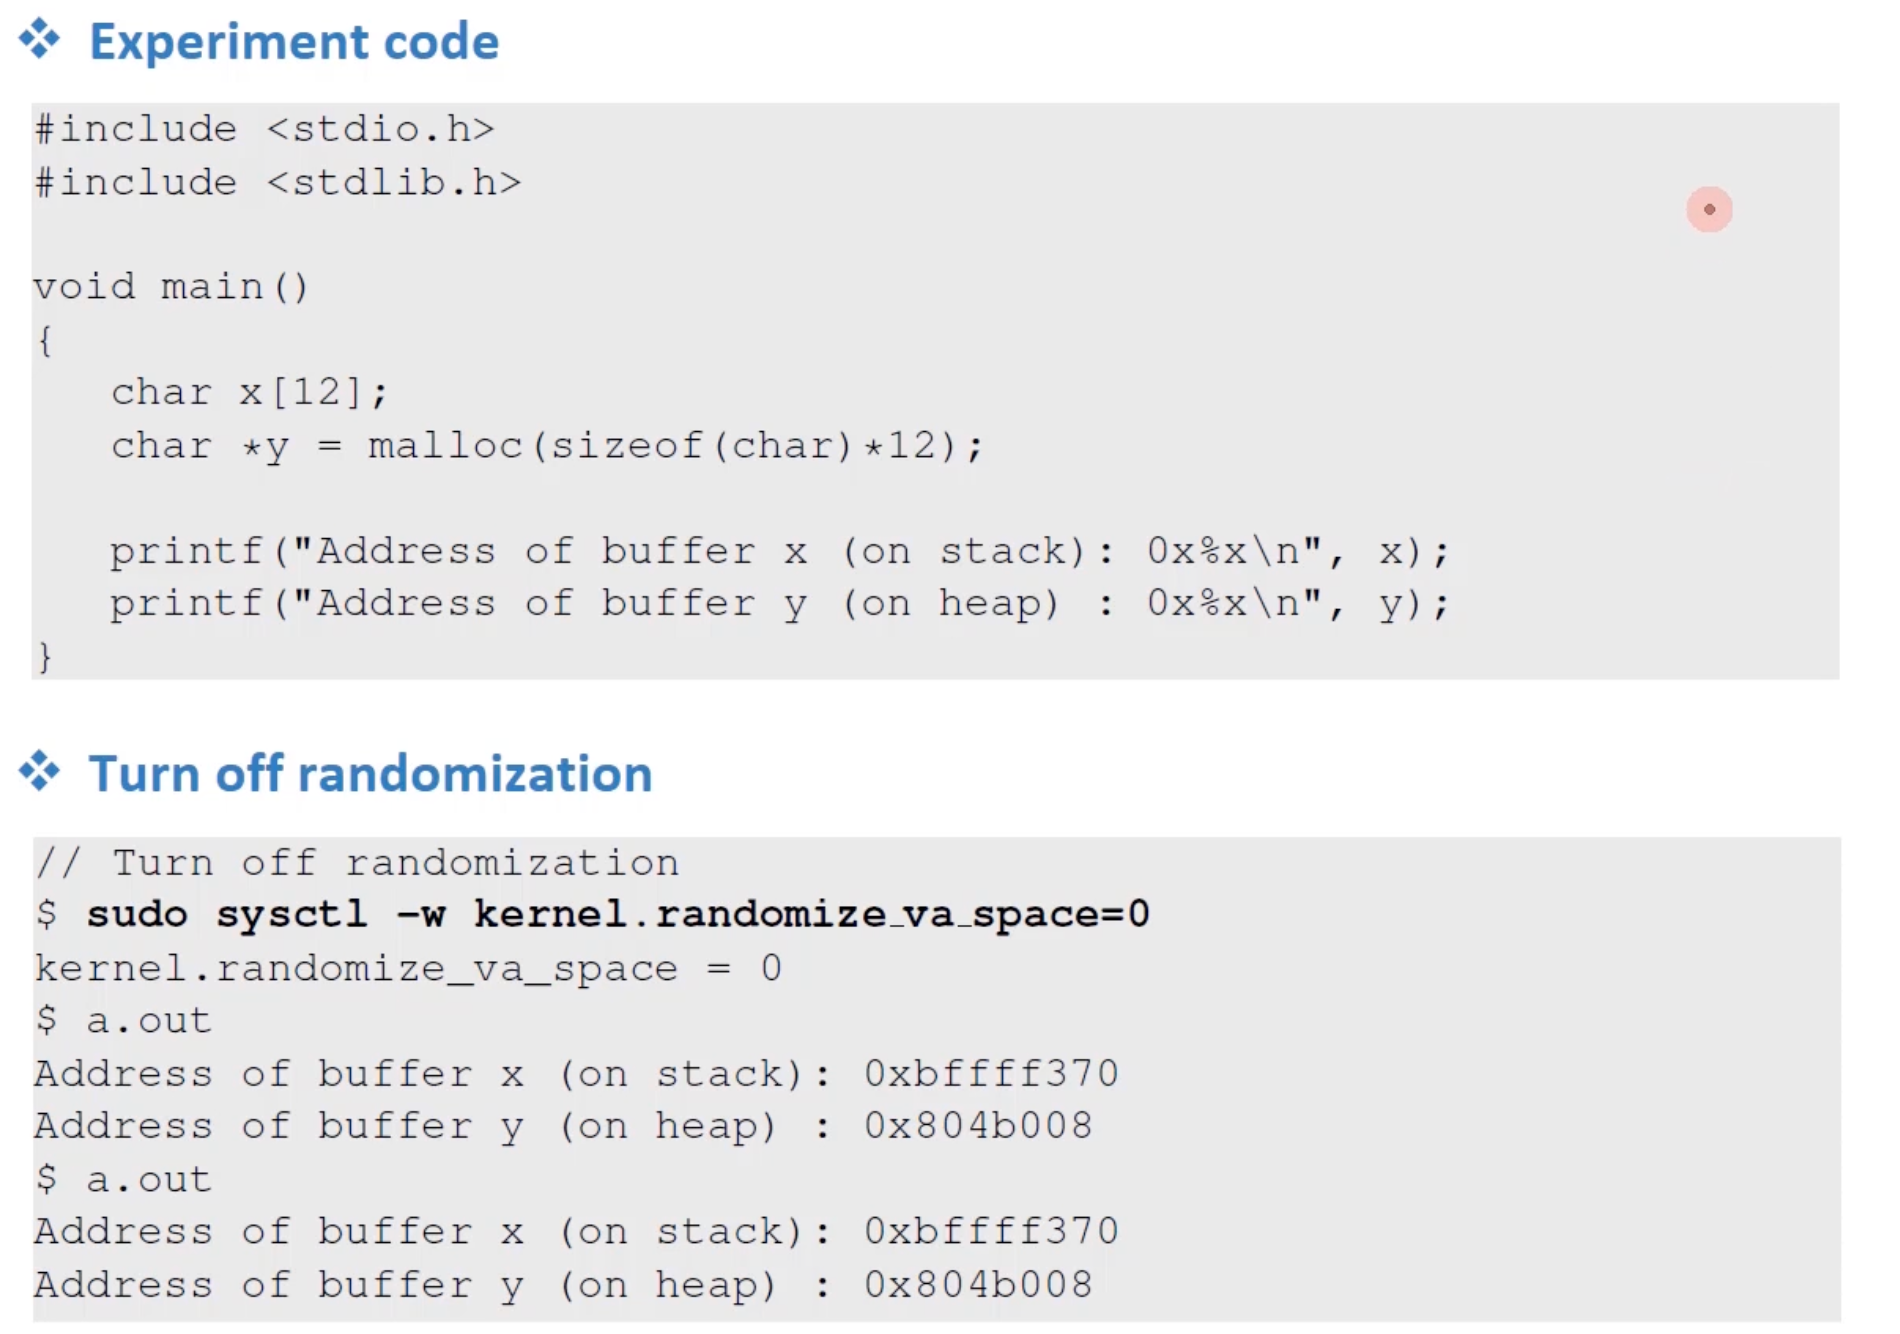 Experiment code
#include <stdio.h>
#include <stdlib.h>
void main()
{
char x[12];
char *y = malloc(sizeof(char)*12);
printf("Address of buffer x (on stack): 0x%x\n", x);
printf("Address of buffer y (on heap) : 0x%x\n", y);
}
Turn off randomization
// Turn off randomization
$ sudo sysctl -w kernel.randomize_va_space=0
kernel.randomize_va_space = 0
$ a.out
Address of buffer x (on stack): 0xbffff370
Address of buffer y (on heap) : 0x804b008
$ a.out
Address of buffer x (on stack): 0xbffff370
Address of buffer y (on heap) : 0x804b008